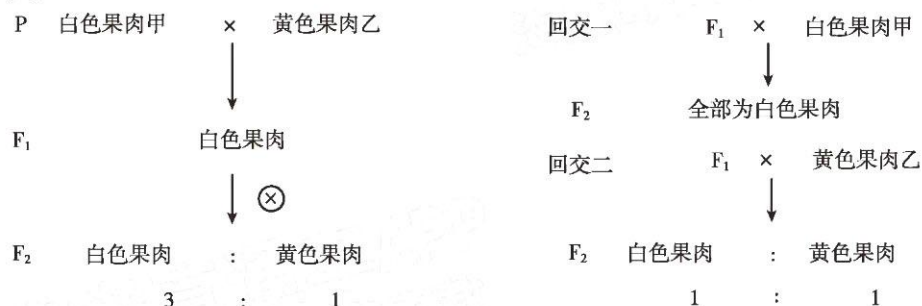 P 白色果肉甲 × 黄色果肉乙
F₁ 白色果肉
⊗
F₂ 白色果肉 : 黄色果肉
3 : 1
回交一 F₁ × 白色果肉甲
F₂ 全部为白色果肉
回交二 F₁ × 黄色果肉乙
F₂ 白色果肉 : 黄色果肉
1 : 1